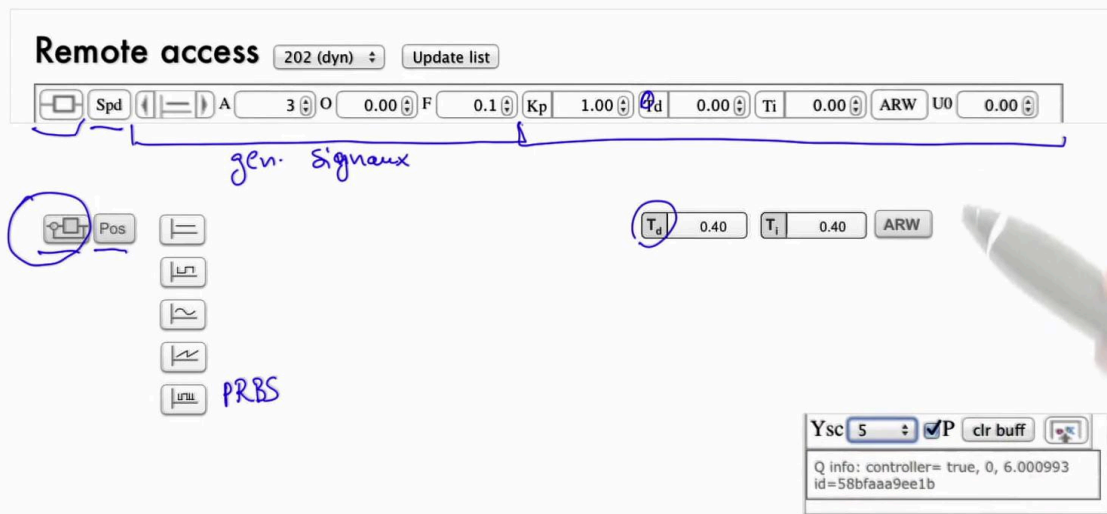 Remote access 202 (dyn) Update list
Spd A 3 O 0.00 F 0.1 Kp 1.00 Td 0.00 Ti 0.00 ARW U0 0.00
gen. signaux
Pos Td 0.40 Ti 0.40 ARW
PRBS
Ysc 5 P clr buff
Q info: controller= true, 0, 6.000993
id=58bfaaa9ee1b